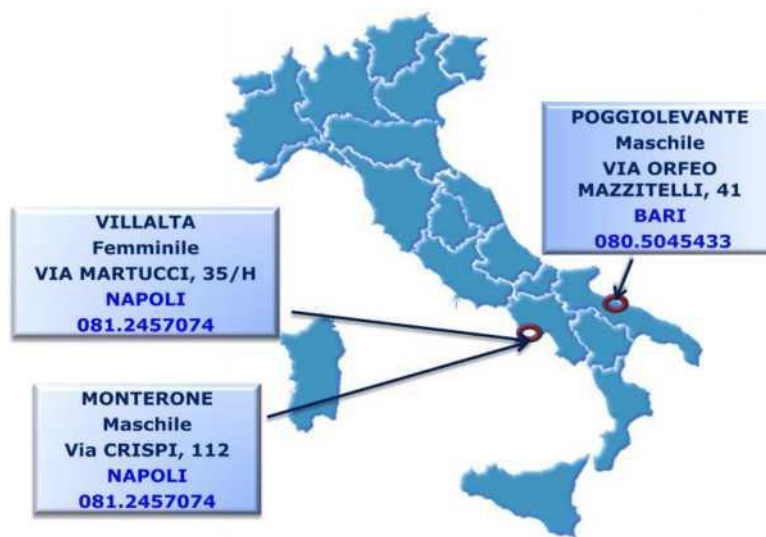 POGGIOLEVANTE
Maschile
VIA ORFEO
MAZZITELLI, 41
BARI
080.5045433
VILLALTA
Femminile
VIA MARTUCCI, 35/H
NAPOLI
081.2457074
MONTERONE
Maschile
Via CRISPI, 112
NAPOLI
081.2457074